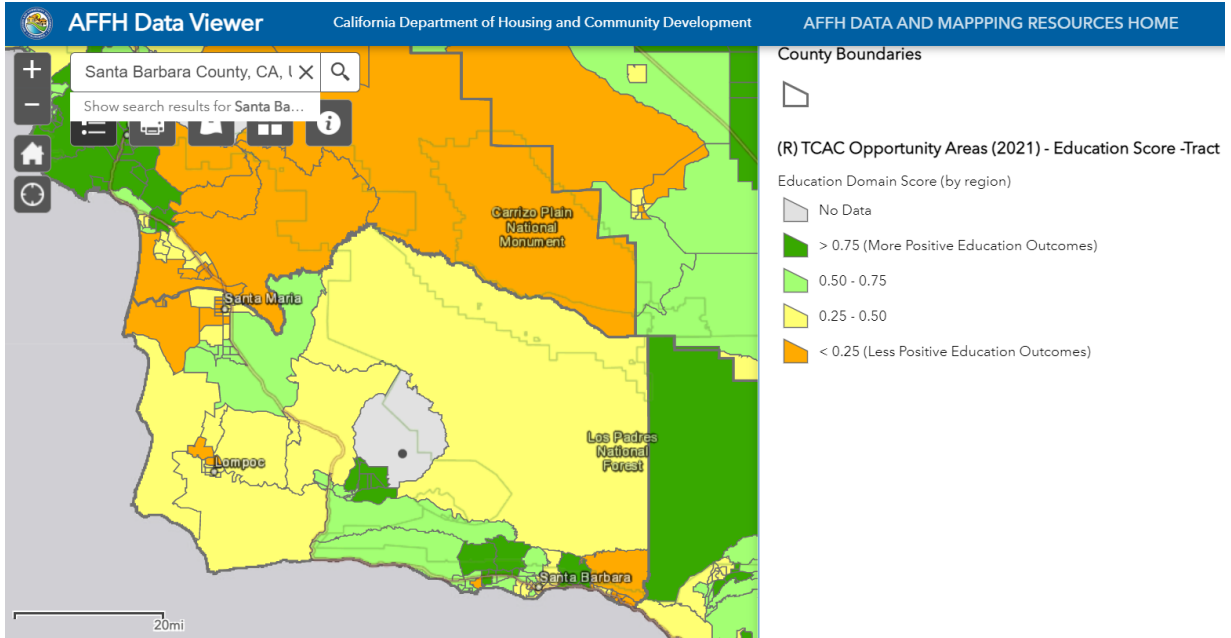 AFFH Data Viewer
California Department of Housing and Community Development
AFFH DATA AND MAPPPING RESOURCES HOME
+
Santa Barbara County, CA, U
−
Show search results for Santa Ba...
Carrizo Plain
National
Monument
Santa Maria
Los Padres
National
Forest
Lompoc
Santa Barbara
20mi
County Boundaries
(R) TCAC Opportunity Areas (2021) - Education Score -Tract
Education Domain Score (by region)
No Data
> 0.75 (More Positive Education Outcomes)
0.50 - 0.75
0.25 - 0.50
< 0.25 (Less Positive Education Outcomes)